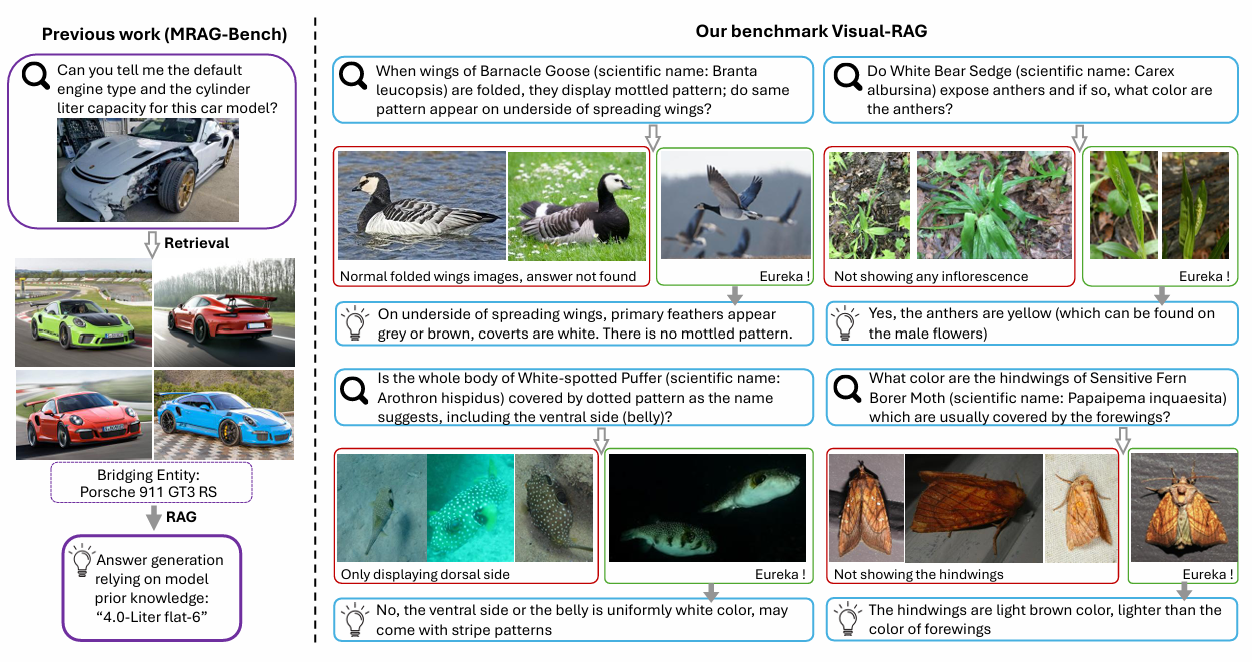 Previous work (MRAG-Bench)
Can you tell me the default
engine type and the cylinder
liter capacity for this car model?
Retrieval
Bridging Entity:
Porsche 911 GT3 RS
RAG
Answer generation
relying on model
prior knowledge:
“4.0-Liter flat-6”
Our benchmark Visual-RAG
When wings of Barnacle Goose (scientific name: Branta
leucopsis) are folded, they display mottled pattern; do same
pattern appear on underside of spreading wings?
Normal folded wings images, answer not found
Eureka !
On underside of spreading wings, primary feathers appear
grey or brown, coverts are white. There is no mottled pattern.
Do White Bear Sedge (scientific name: Carex
albursina) expose anthers and if so, what color are
the anthers?
Not showing any inflorescence
Eureka !
Yes, the anthers are yellow (which can be found on
the male flowers)
Is the whole body of White-spotted Puffer (scientific name:
Arothron hispidus) covered by dotted pattern as the name
suggests, including the ventral side (belly)?
Only displaying dorsal side
Eureka !
No, the ventral side or the belly is uniformly white color, may
come with stripe patterns
What color are the hindwings of Sensitive Fern
Borer Moth (scientific name: Papaipema inquaesita)
which are usually covered by the forewings?
Not showing the hindwings
Eureka !
The hindwings are light brown color, lighter than the
color of forewings